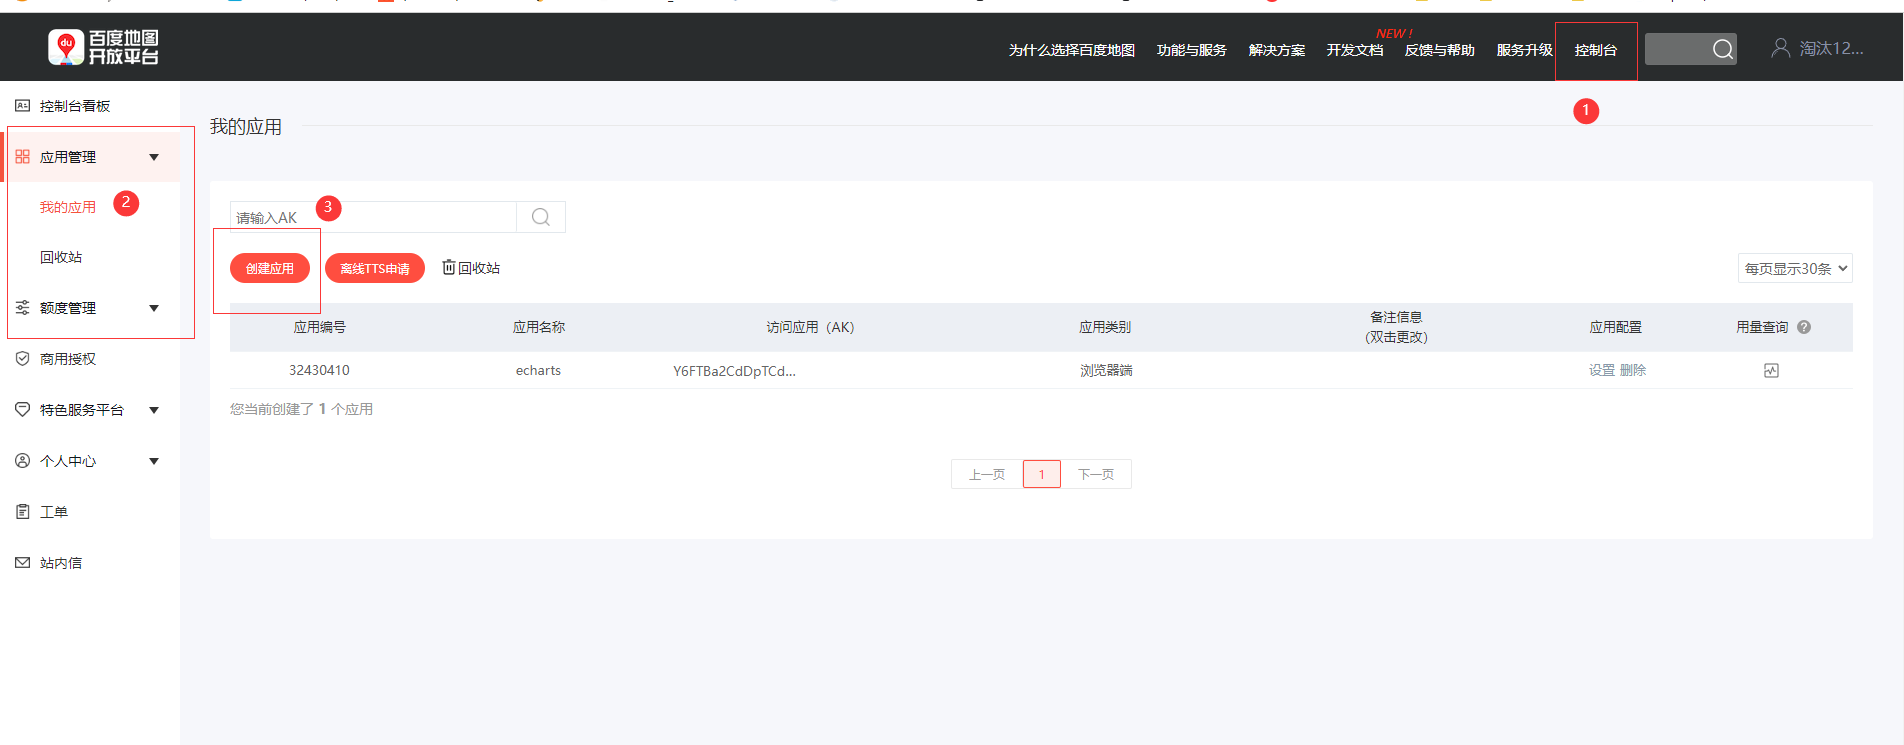 du 百度地图
开放平台
为什么选择百度地图 功能与服务 解决方案 开发文档 NEW ! 反馈与帮助 服务升级 控制台 淘汰12...
1
控制台看板
应用管理
我的应用 2
回收站
额度管理
商用授权
特色服务平台
个人中心
工单
站内信
我的应用
请输入AK 3
创建应用 离线TTS申请 回收站 每页显示30条
应用编号 应用名称 访问应用（AK） 应用类别 备注信息
（双击更改） 应用配置 用量查询 ?
32430410 echarts Y6FTBa2CdDpTCd... 浏览器端 设置 删除
您当前创建了 1 个应用
上一页 1 下一页